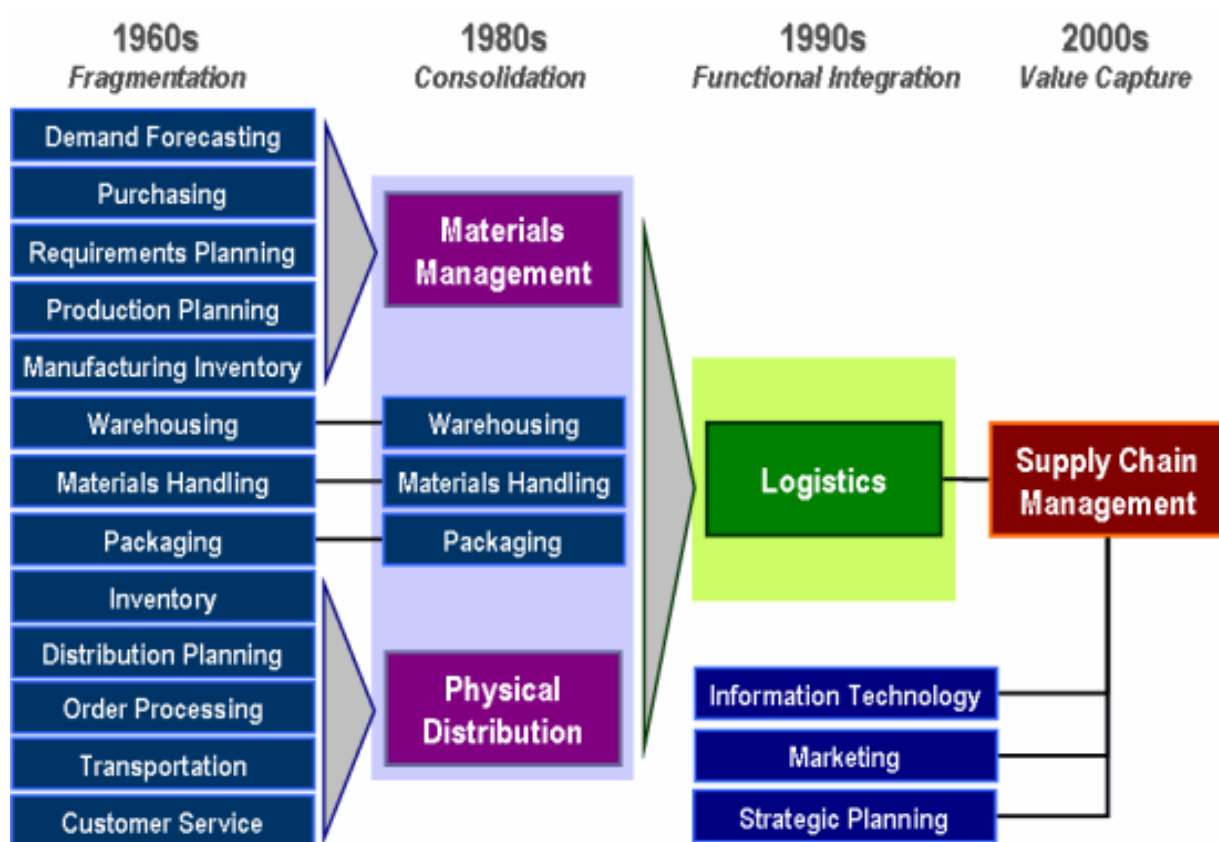 1960s
Fragmentation
1980s
Consolidation
1990s
Functional Integration
2000s
Value Capture
Demand Forecasting
Purchasing
Requirements Planning
Production Planning
Manufacturing Inventory
Warehousing
Materials Handling
Packaging
Inventory
Distribution Planning
Order Processing
Transportation
Customer Service
Materials
Management
Warehousing
Materials Handling
Packaging
Physical
Distribution
Logistics
Information Technology
Marketing
Strategic Planning
Supply Chain
Management